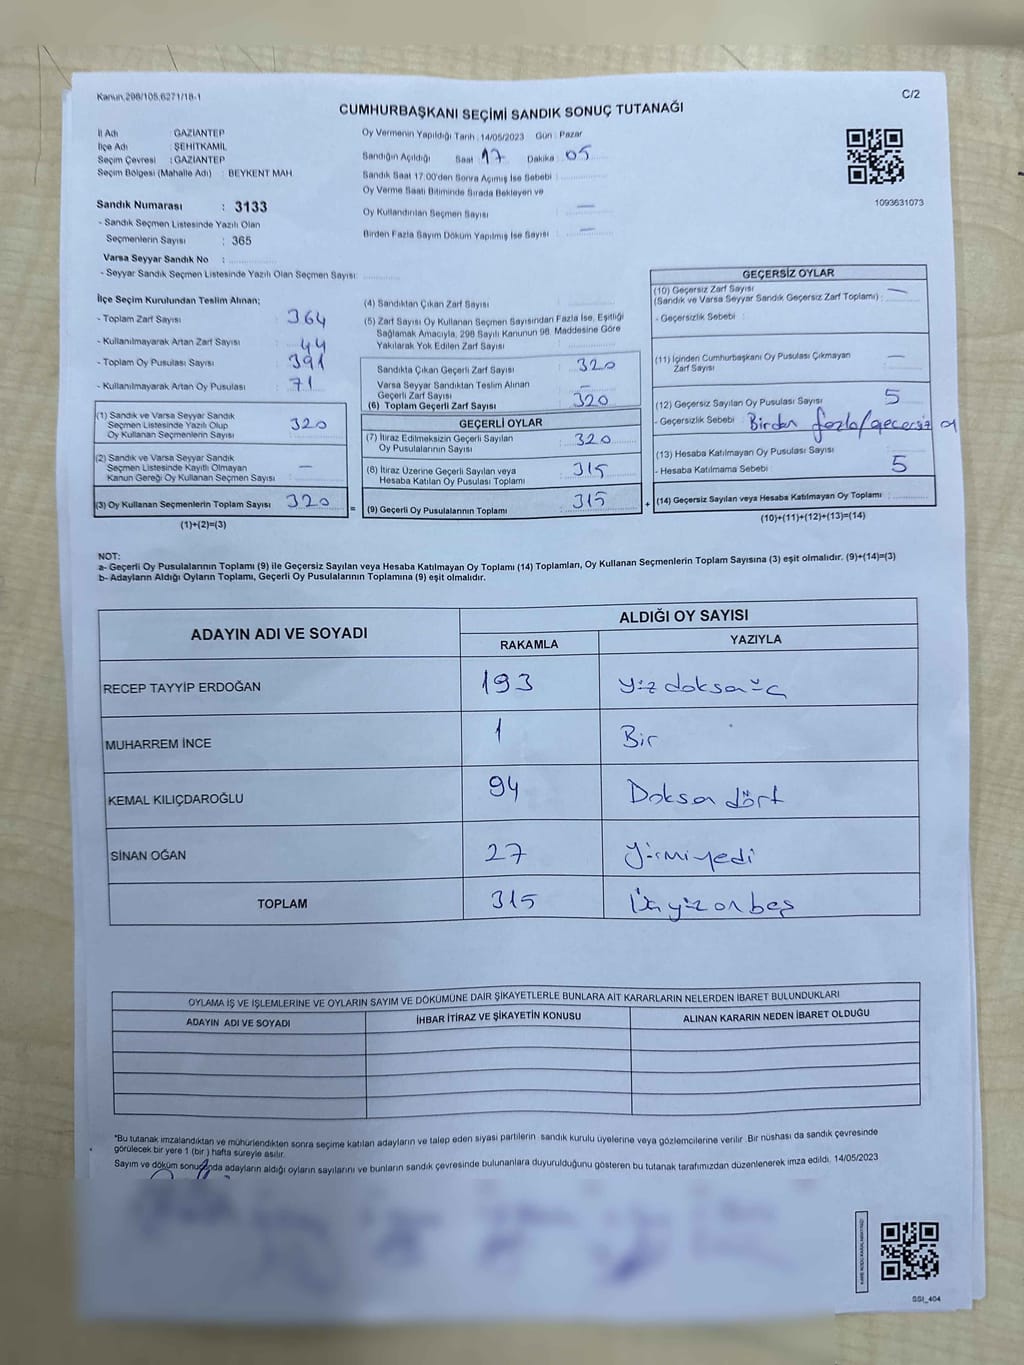 Kanun.298/105,6271/18-1
C/2
CUMHURBAŞKANI SEÇİMİ SANDIK SONUÇ TUTANAĞI
İl Adı : GAZİANTEP
İlçe Adı : ŞEHİTKAMİL
Seçim Çevresi : GAZİANTEP
Seçim Bölgesi (Mahalle Adı) : BEYKENT MAH.
Oy Vermenin Yapıldığı Tarih : 14/05/2023 Gün : Pazar
Sandığın Açıldığı Saat 17 Dakika 05
Sandık Saat 17:00'den Sonra Açımış İse Sebebi :
Oy Verme Saati Bitiminde Sırada Bekleyen ve
Oy Kullandırılan Seçmen Sayısı —
Birden Fazla Sayım Döküm Yapılmış İse Sayısı —
1093631073
Sandık Numarası : 3133
- Sandık Seçmen Listesinde Yazılı Olan
Seçmenlerin Sayısı : 365
Varsa Seyyar Sandık No :
- Seyyar Sandık Seçmen Listesinde Yazılı Olan Seçmen Sayısı:
İlçe Seçim Kurulundan Teslim Alınan;
- Toplam Zarf Sayısı 364
- Kullanılmayarak Artan Zarf Sayısı 44
- Toplam Oy Pusulası Sayısı 391
- Kullanılmayarak Artan Oy Pusulası 71
(1) Sandık ve Varsa Seyyar Sandık
Seçmen Listesinde Yazılı Olup
Oy Kullanan Seçmenlerin Sayısı 320
(2) Sandık ve Varsa Seyyar Sandık
Seçmen Listesinde Kayıtlı Olmayan
Kanun Gereği Oy Kullanan Seçmen Sayısı : —
(3) Oy Kullanan Seçmenlerin Toplam Sayısı 320
(1)+(2)=(3)
=
(4) Sandıktan Çıkan Zarf Sayısı
(5) Zarf Sayısı Oy Kullanan Seçmen Sayısından Fazla İse, Eşitliği
Sağlamak Amacıyla, 298 Sayılı Kanunun 98. Maddesine Göre
Yakılarak Yok Edilen Zarf Sayısı
Sandıkta Çıkan Geçerli Zarf Sayısı 320
Varsa Seyyar Sandıktan Teslim Alınan
Geçerli Zarf Sayısı —
(6) Toplam Geçerli Zarf Sayısı 320
GEÇERLİ OYLAR
(7) İtiraz Edilmeksizin Geçerli Sayılan
Oy Pusulasının Sayısı 320
(8) İtiraz Üzerine Geçerli Sayılan veya
Hesaba Katılan Oy Pusulası Toplamı 315
(9) Geçerli Oy Pusulalarının Toplamı 315
+
GEÇERSİZ OYLAR
(10) Geçersiz Zarf Sayısı
(Sandık ve Varsa Seyyar Sandık Geçersiz Zarf Toplamı) : —
- Geçersizlik Sebebi
(11) İçinden Cumhurbaşkanı Oy Pusulası Çıkmayan
Zarf Sayısı —
(12) Geçersiz Sayılan Oy Pusulası Sayısı 5
- Geçersizlik Sebebi Birden fazla/geçersiz
(13) Hesaba Katılmayan Oy Pusulası Sayısı
- Hesaba Katılmama Sebebi 5
(14) Geçersiz Sayılan veya Hesaba Katılmayan Oy Toplamı :
(10)+(11)+(12)+(13)=(14)
NOT:
a- Geçerli Oy Pusulalarının Toplamı (9) ile Geçersiz Sayılan veya Hesaba Katılmayan Oy Toplamı (14) Toplamları, Oy Kullanan Seçmenlerin Toplam Sayısına (3) eşit olmalıdır. (9)+(14)=(3)
b- Adayların Aldığı Oyların Toplamı, Geçerli Oy Pusulalarının Toplamına (9) eşit olmalıdır.
ADAYIN ADI VE SOYADI
ALDIĞI OY SAYISI
RAKAMLA YAZIYLA
RECEP TAYYİP ERDOĞAN 193 yüzdoksanüç
MUHARREM İNCE 1 Bir
KEMAL KILIÇDAROĞLU 94 Doksan dört
SİNAN OĞAN 27 yirmiyedi
TOPLAM 315 Üçyüzonbeş
OYLAMA İŞ VE İŞLEMLERİNE VE OYLARIN SAYIM VE DÖKÜMÜNE DAİR ŞİKAYETLERLE BUNLARA AİT KARARLARIN NELERDEN İBARET BULUNDUKLARI
ADAYIN ADI VE SOYADI İHBAR İTİRAZ VE ŞİKAYETİN KONUSU ALINAN KARARIN NEDEN İBARET OLDUĞU
*Bu tutanak imzalandıktan ve mühürlendikten sonra seçime katılan adayların ve talep eden siyasi partilerin sandık kurulu üyelerine veya gözlemcilerine verilir. Bir nüshası da sandık çevresinde
görülecek bir yere 1 (bir) hafta süreyle asılır.
Sayım ve döküm sonucunda adayların aldığı oyların sayılarını ve bunların sandık çevresinde bulunanlara duyurulduğunu gösteren bu tutanak tarafımızdan düzenlenerek imza edildi. 14/05/2023
SSI_404